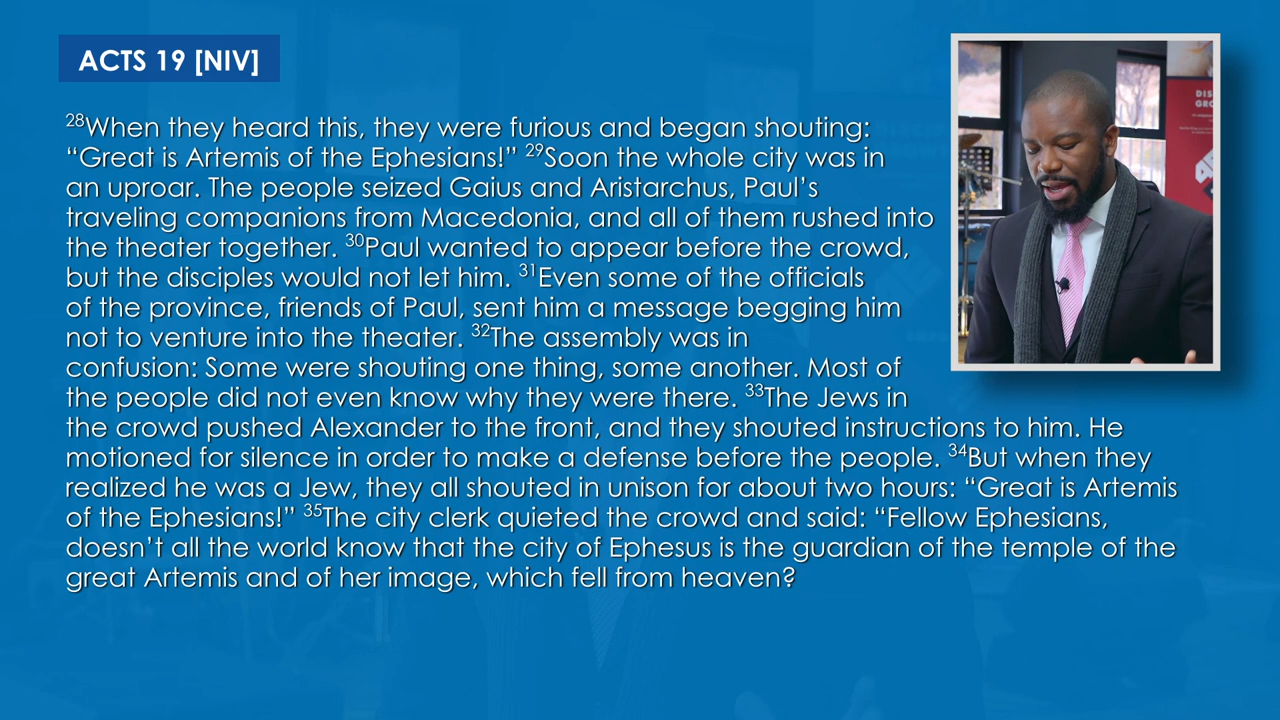 ACTS 19 [NIV]
28When they heard this, they were furious and began shouting:
“Great is Artemis of the Ephesians!” 29Soon the whole city was in
an uproar. The people seized Gaius and Aristarchus, Paul’s
traveling companions from Macedonia, and all of them rushed into
the theater together. 30Paul wanted to appear before the crowd,
but the disciples would not let him. 31Even some of the officials
of the province, friends of Paul, sent him a message begging him
not to venture into the theater. 32The assembly was in
confusion: Some were shouting one thing, some another. Most of
the people did not even know why they were there. 33The Jews in
the crowd pushed Alexander to the front, and they shouted instructions to him. He
motioned for silence in order to make a defense before the people. 34But when they
realized he was a Jew, they all shouted in unison for about two hours: “Great is Artemis
of the Ephesians!” 35The city clerk quieted the crowd and said: “Fellow Ephesians,
doesn’t all the world know that the city of Ephesus is the guardian of the temple of the
great Artemis and of her image, which fell from heaven?